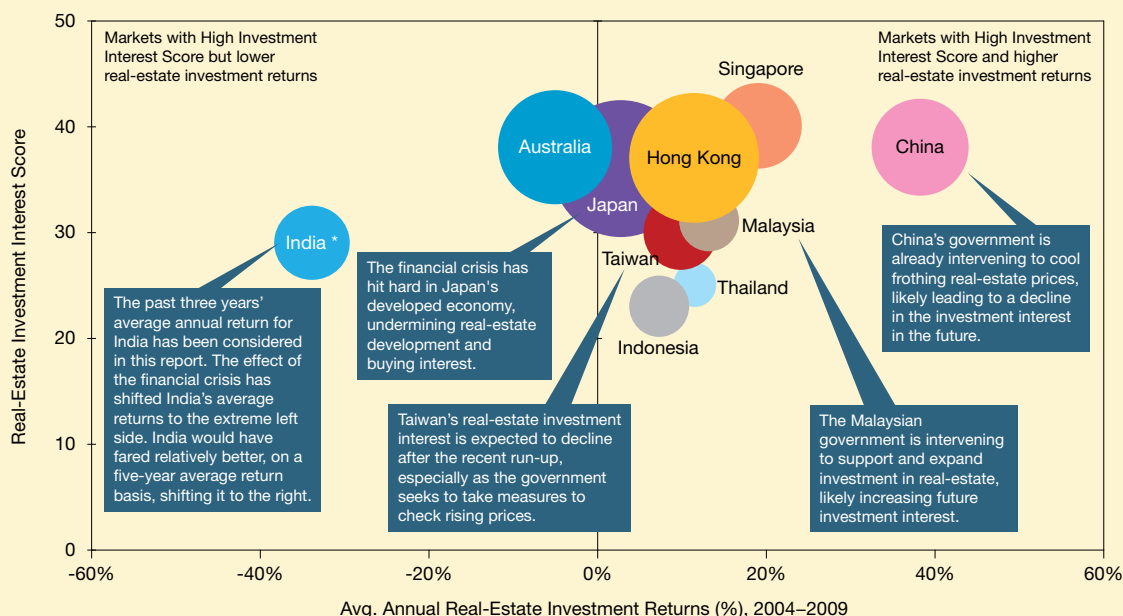 50
40
30
20
10
0
Real-Estate Investment Interest Score
Markets with High Investment
Interest Score but lower
real-estate investment returns
Markets with High Investment
Interest Score and higher
real-estate investment returns
Singapore
Australia
Hong Kong
China
Japan
India *
Malaysia
Taiwan
Thailand
Indonesia
The past three years'
average annual return for
India has been considered
in this report. The effect of
the financial crisis has
shifted India's average
returns to the extreme left
side. India would have
fared relatively better, on a
five-year average return
basis, shifting it to the right.
The financial crisis has
hit hard in Japan's
developed economy,
undermining real-estate
development and
buying interest.
Taiwan's real-estate investment
interest is expected to decline
after the recent run-up,
especially as the government
seeks to take measures to
check rising prices.
The Malaysian
government is intervening
to support and expand
investment in real-estate,
likely increasing future
investment interest.
China's government is
already intervening to cool
frothing real-estate prices,
likely leading to a decline
in the investment interest
in the future.
-60%
-40%
-20%
0%
20%
40%
60%
Avg. Annual Real-Estate Investment Returns (%), 2004–2009